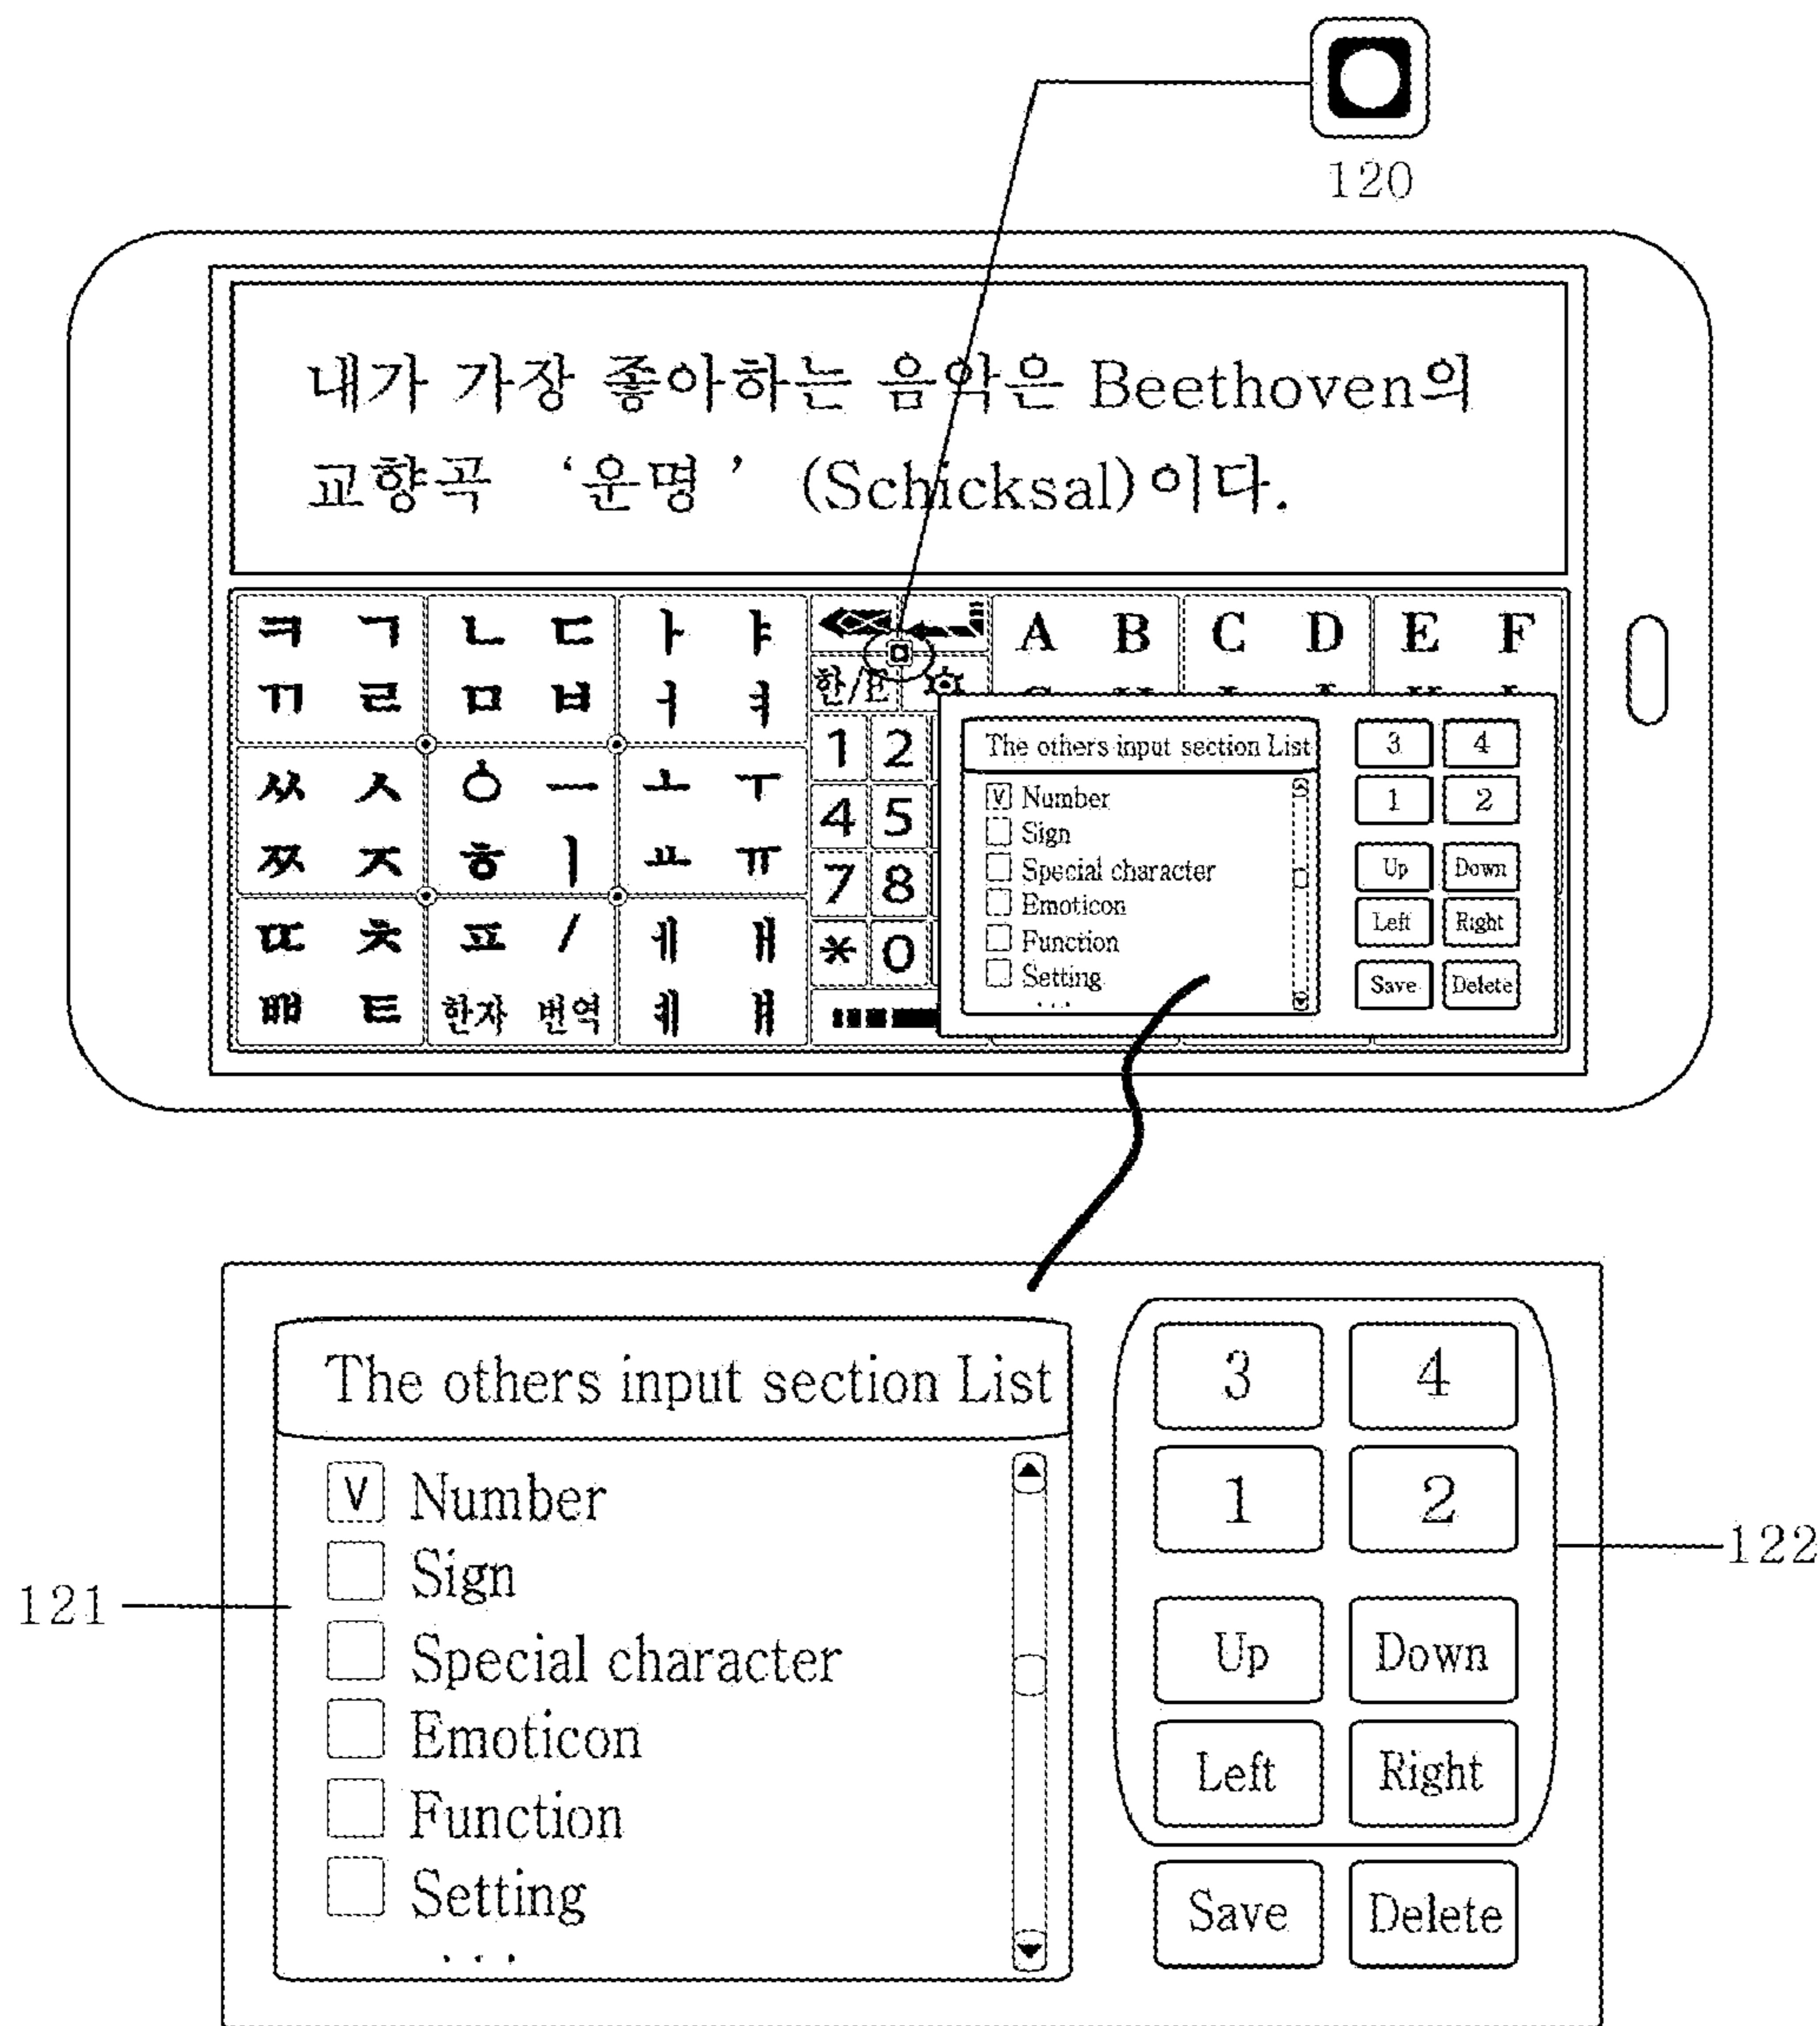 120
내가 가장 좋아하는 음악은 Beethoven의
교향곡 ‘운명’ (Schicksal)이다.
ㅋ ㄱ ㄴ ㄷ ㅏ ㅑ A B C D E F
ㄲ ㄹ ㅁ ㅂ ㅓ ㅕ 한/E
ㅆ ㅅ ㅇ ㅡ ㅗ ㅜ 1 2
ㅉ ㅈ ㅎ ㅣ ㅛ ㅠ 4 5
7 8
ㄸ ㅊ ㅍ / ㅔ ㅐ * 0
ㅃ ㅌ 한자 번역 ㅖ ㅒ
The others input section List
V Number
Sign
Special character
Emoticon
Function
Setting
...
3 4
1 2
Up Down
Left Right
Save Delete
The others input section List
V Number
Sign
Special character
Emoticon
Function
Setting
...
3 4
1 2
Up Down
Left Right
Save Delete
121
122